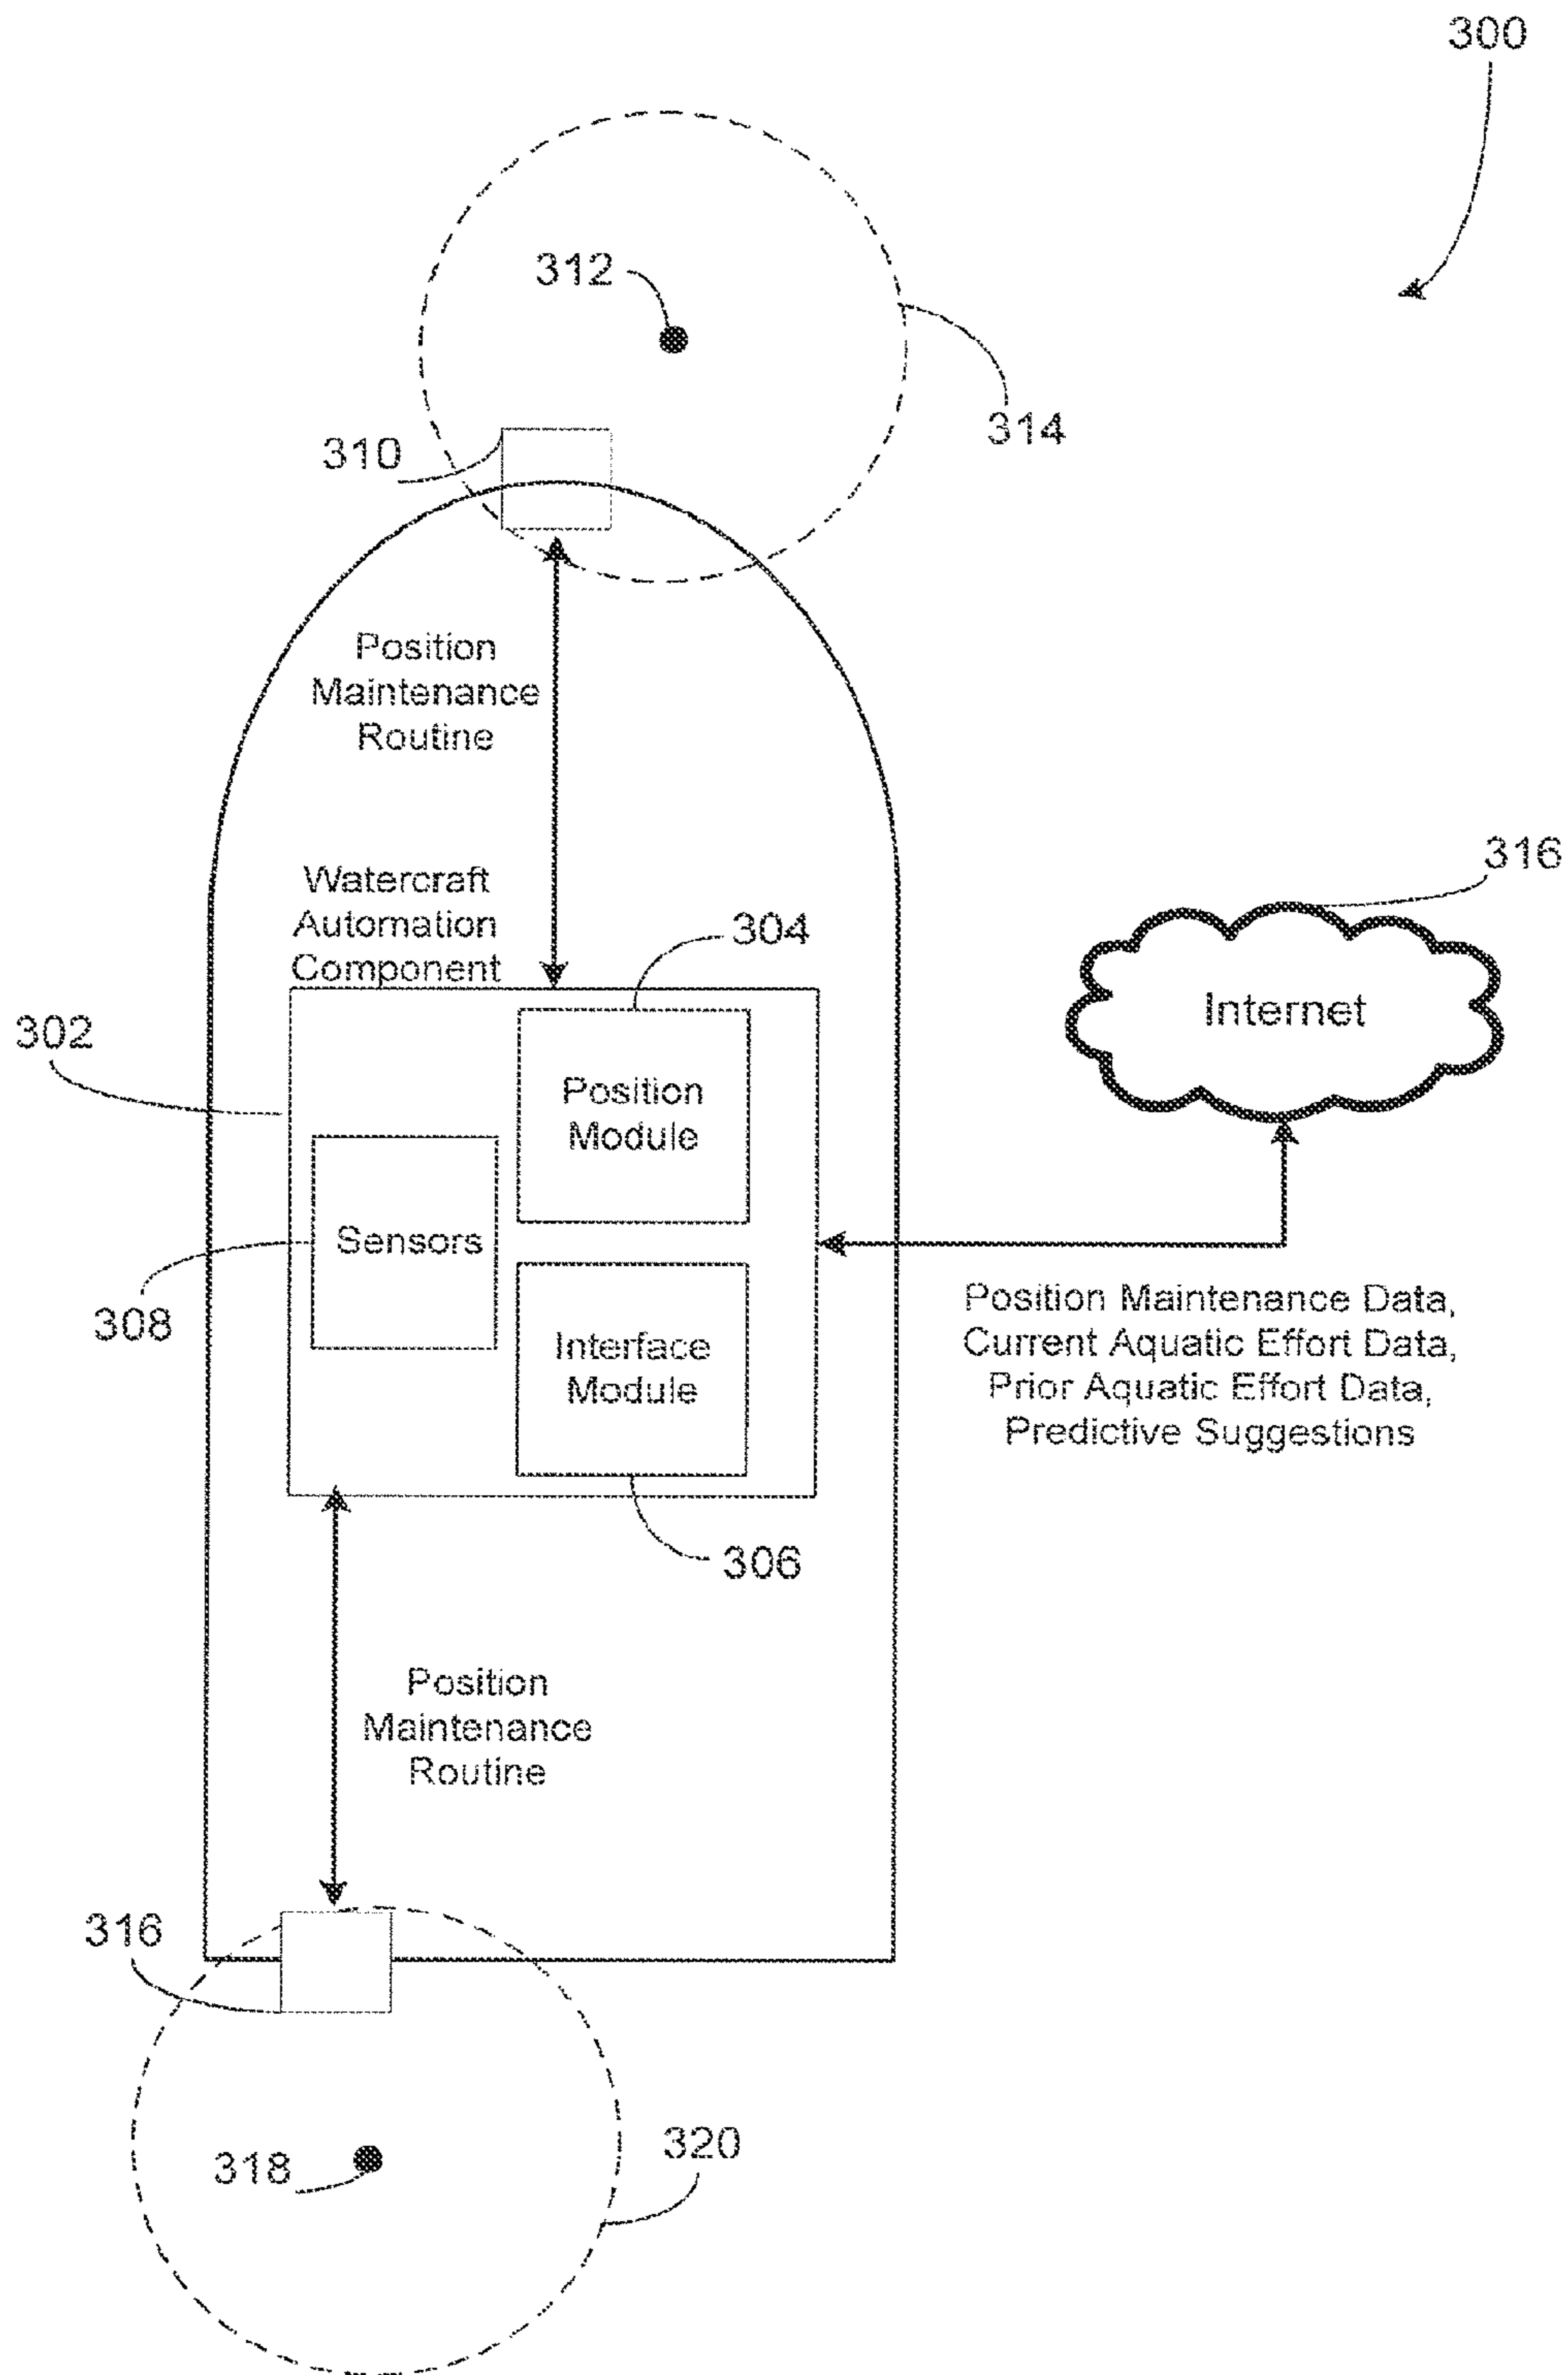 300
312
314
310
Position
Maintenance
Routine
316
Watercraft
Automation
Component
304
Internet
302
Position
Module
Sensors
308
Position Maintenance Data,
Current Aquatic Effort Data,
Prior Aquatic Effort Data,
Predictive Suggestions
Interface
Module
306
Position
Maintenance
Routine
316
320
318